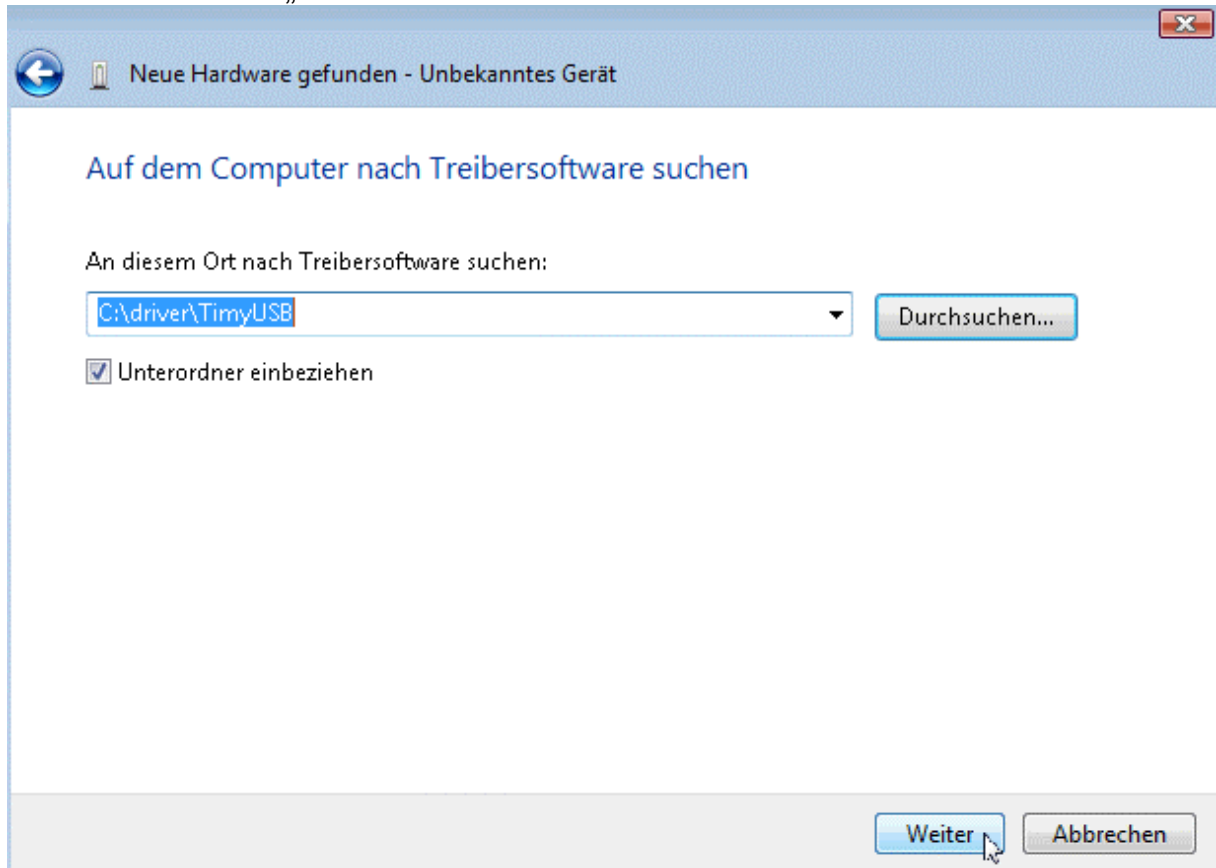 „
Neue Hardware gefunden - Unbekanntes Gerät
Auf dem Computer nach Treibersoftware suchen
An diesem Ort nach Treibersoftware suchen:
C:\driver\TimyUSB
Durchsuchen...
Unterordner einbeziehen
Weiter
Abbrechen